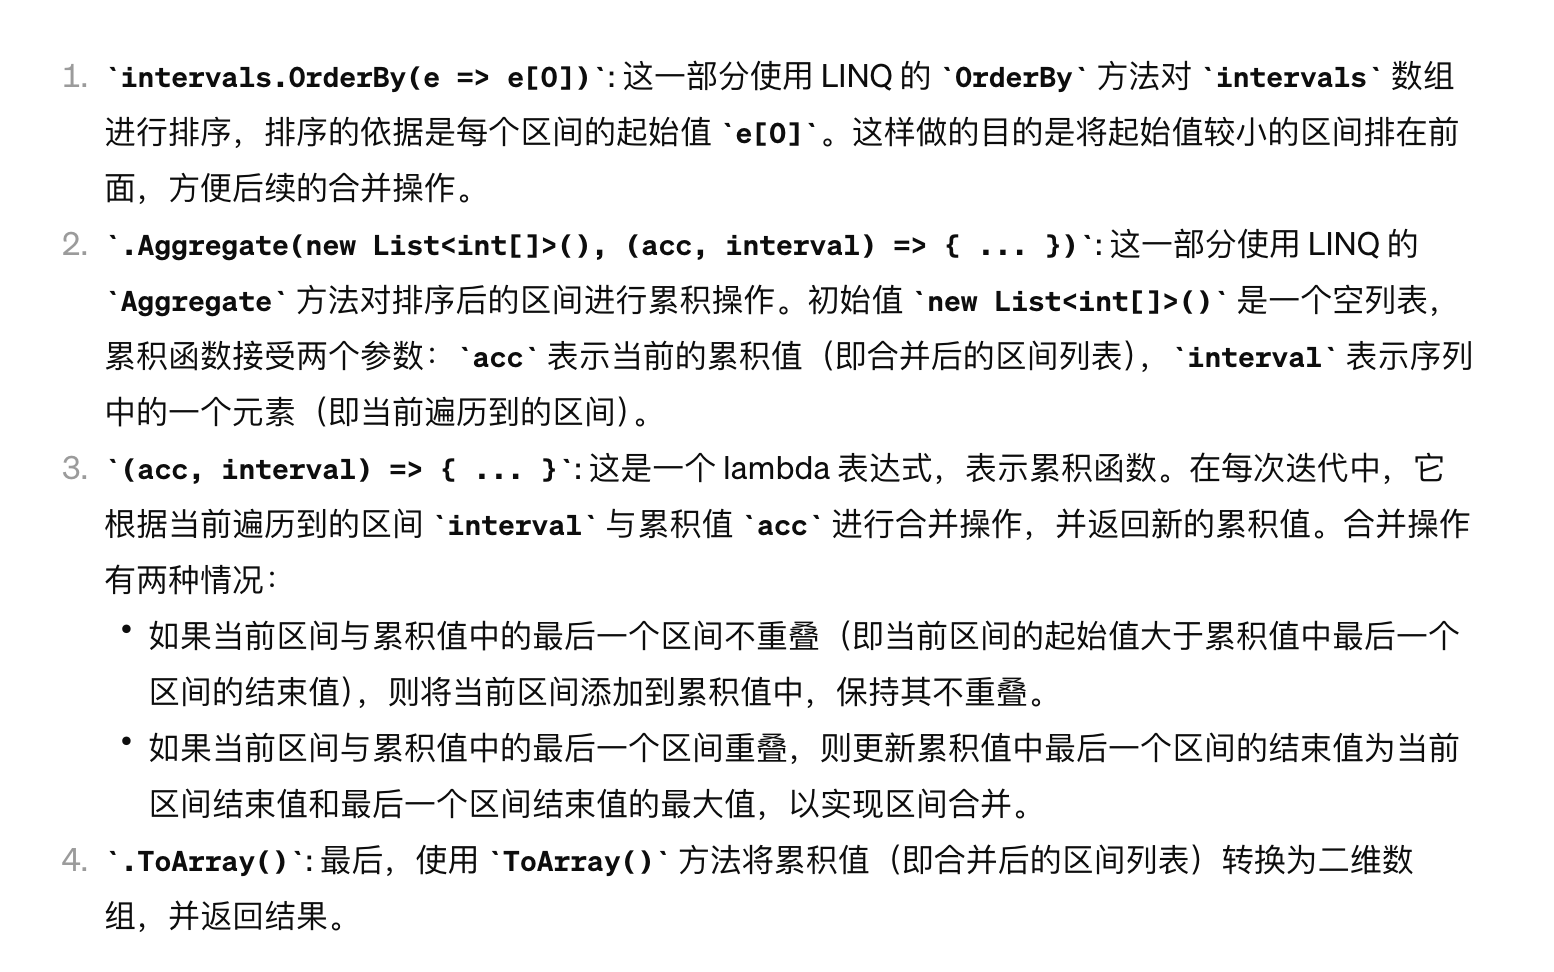 1. `intervals.OrderBy(e => e[0])`: 这一部分使用 LINQ 的 `OrderBy` 方法对 `intervals` 数组
进行排序，排序的依据是每个区间的起始值 `e[0]`。这样做的目的是将起始值较小的区间排在前
面，方便后续的合并操作。
2. `.Aggregate(new List<int[]>(), (acc, interval) => { ... })`: 这一部分使用 LINQ 的
`Aggregate` 方法对排序后的区间进行累积操作。初始值 `new List<int[]>()` 是一个空列表，
累积函数接受两个参数：`acc` 表示当前的累积值（即合并后的区间列表），`interval` 表示序列
中的一个元素（即当前遍历到的区间）。
3. `(acc, interval) => { ... }`: 这是一个 lambda 表达式，表示累积函数。在每次迭代中，它
根据当前遍历到的区间 `interval` 与累积值 `acc` 进行合并操作，并返回新的累积值。合并操作
有两种情况：
• 如果当前区间与累积值中的最后一个区间不重叠（即当前区间的起始值大于累积值中最后一个
区间的结束值），则将当前区间添加到累积值中，保持其不重叠。
• 如果当前区间与累积值中的最后一个区间重叠，则更新累积值中最后一个区间的结束值为当前
区间结束值和最后一个区间结束值的最大值，以实现区间合并。
4. `.ToArray()`: 最后，使用 `ToArray()` 方法将累积值（即合并后的区间列表）转换为二维数
组，并返回结果。